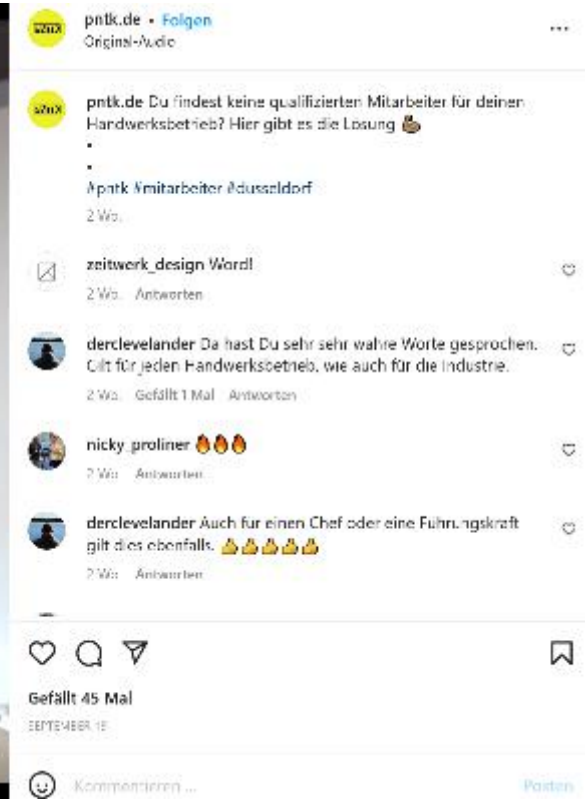 pntk.de • Folgen
Original-Audio
pntk.de Du findest keine qualifizierten Mitarbeiter für deinen
Handwerksbetrieb? Hier gibt es die Lösung 💪🏾
•
•
#pntk #mitarbeiter #dusseldorf
2 Wo.
zeitwerk_design Word!
2 Wo. Antworten
derclevelander Da hast Du sehr sehr wahre Worte gesprochen.
Gilt für jeden Handwerksbetrieb, wie auch für die Industrie.
2 Wo. Gefällt 1 Mal Antworten
nicky_proliner 🔥🔥🔥
2 Wo. Antworten
derclevelander Auch für einen Chef oder eine Führungskraft
gilt dies ebenfalls. 👍👍👍👍👍
2 Wo. Antworten
Gefällt 45 Mal
SEPTEMBER
Kommentieren ...
Posten